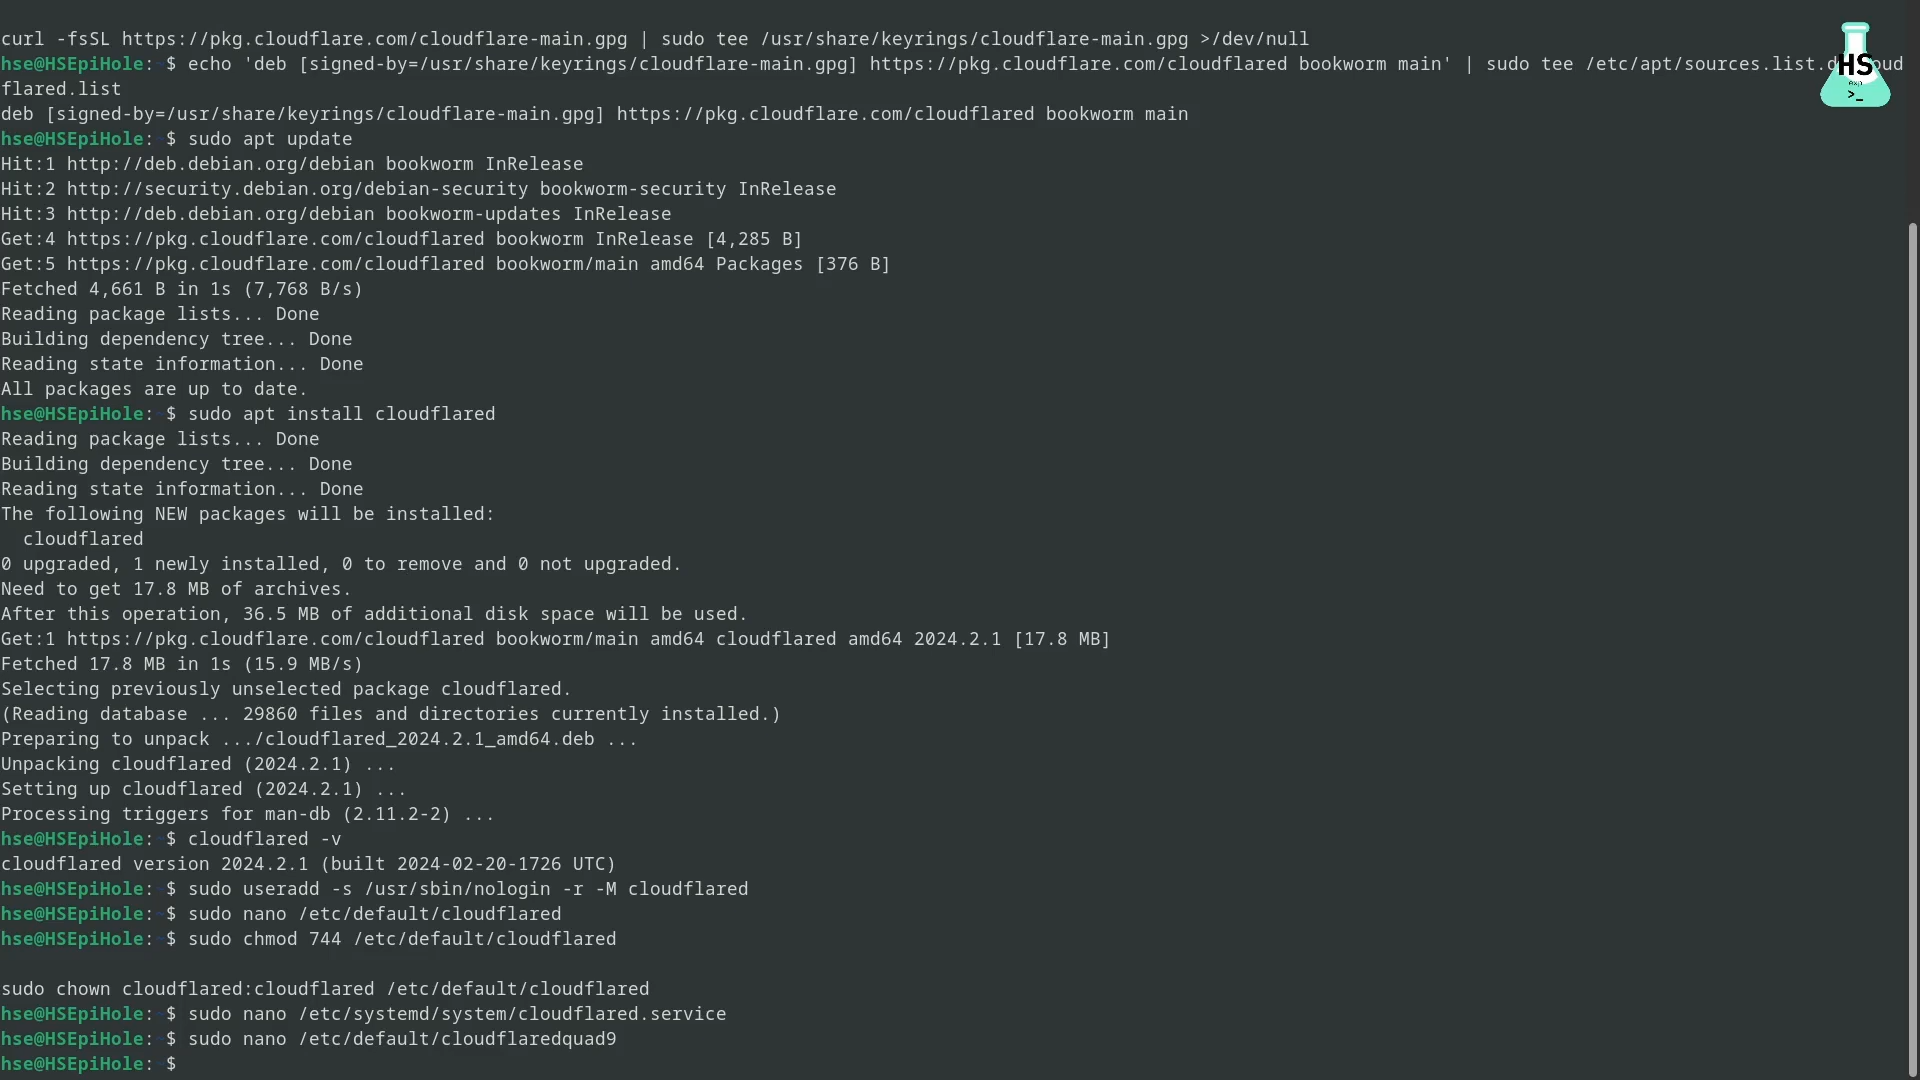 curl -fsSL https://pkg.cloudflare.com/cloudflare-main.gpg | sudo tee /usr/share/keyrings/cloudflare-main.gpg >/dev/null
hse@HSEpiHole:~$ echo 'deb [signed-by=/usr/share/keyrings/cloudflare-main.gpg] https://pkg.cloudflare.com/cloudflared bookworm main' | sudo tee /etc/apt/sources.list.d oud
flared.list
deb [signed-by=/usr/share/keyrings/cloudflare-main.gpg] https://pkg.cloudflare.com/cloudflared bookworm main
hse@HSEpiHole:~$ sudo apt update
Hit:1 http://deb.debian.org/debian bookworm InRelease
Hit:2 http://security.debian.org/debian-security bookworm-security InRelease
Hit:3 http://deb.debian.org/debian bookworm-updates InRelease
Get:4 https://pkg.cloudflare.com/cloudflared bookworm InRelease [4,285 B]
Get:5 https://pkg.cloudflare.com/cloudflared bookworm/main amd64 Packages [376 B]
Fetched 4,661 B in 1s (7,768 B/s)
Reading package lists... Done
Building dependency tree... Done
Reading state information... Done
All packages are up to date.
hse@HSEpiHole:~$ sudo apt install cloudflared
Reading package lists... Done
Building dependency tree... Done
Reading state information... Done
The following NEW packages will be installed:
  cloudflared
0 upgraded, 1 newly installed, 0 to remove and 0 not upgraded.
Need to get 17.8 MB of archives.
After this operation, 36.5 MB of additional disk space will be used.
Get:1 https://pkg.cloudflare.com/cloudflared bookworm/main amd64 cloudflared amd64 2024.2.1 [17.8 MB]
Fetched 17.8 MB in 1s (15.9 MB/s)
Selecting previously unselected package cloudflared.
(Reading database ... 29860 files and directories currently installed.)
Preparing to unpack .../cloudflared_2024.2.1_amd64.deb ...
Unpacking cloudflared (2024.2.1) ...
Setting up cloudflared (2024.2.1) ...
Processing triggers for man-db (2.11.2-2) ...
hse@HSEpiHole:~$ cloudflared -v
cloudflared version 2024.2.1 (built 2024-02-20-1726 UTC)
hse@HSEpiHole:~$ sudo useradd -s /usr/sbin/nologin -r -M cloudflared
hse@HSEpiHole:~$ sudo nano /etc/default/cloudflared
hse@HSEpiHole:~$ sudo chmod 744 /etc/default/cloudflared
sudo chown cloudflared:cloudflared /etc/default/cloudflared
hse@HSEpiHole:~$ sudo nano /etc/systemd/system/cloudflared.service
hse@HSEpiHole:~$ sudo nano /etc/default/cloudflaredquad9
hse@HSEpiHole:~$
HS
>_